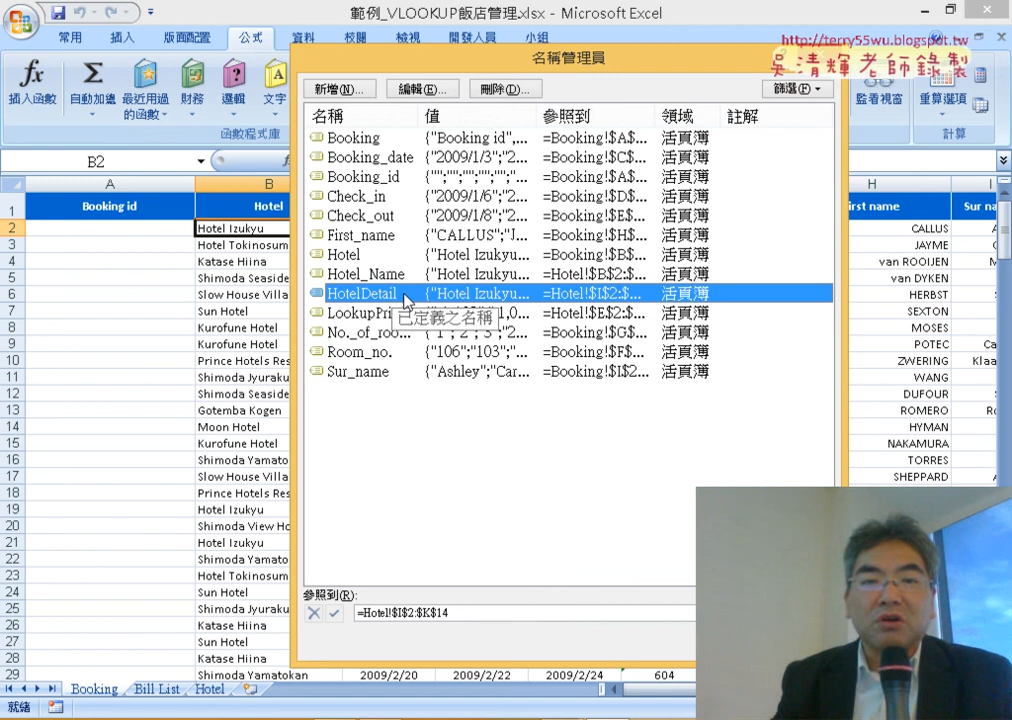 範例_VLOOKUP飯店管理.xlsx - Microsoft Excel
常用 插入 版面配置 公式 資料 校閱 檢視 開發人員 小組
http://terry55wu.blogspot.tw
吳清輝老師錄製
插入函數 自動加總 最近用過的函數 財務 邏輯 文字 監看視窗 重算選項
函數程式庫 計算
名稱管理員
新增(N)... 編輯(E)... 刪除(D)... 篩選(F)
名稱 值 參照到 領域 註解
Booking {"Booking id",... =Booking!$A$... 活頁簿
Booking_date {"2009/1/3";"2... =Booking!$C$... 活頁簿
Booking_id {"";"";"";"";"";... =Booking!$A$... 活頁簿
Check_in {"2009/1/6";"2... =Booking!$D$... 活頁簿
Check_out {"2009/1/8";"2... =Booking!$E$... 活頁簿
First_name {"CALLUS";"J... =Booking!$H$... 活頁簿
Hotel {"Hotel Izukyu... =Booking!$B$... 活頁簿
Hotel_Name {"Hotel Izukyu... =Hotel!$B$2:$... 活頁簿
HotelDetail {"Hotel Izukyu... =Hotel!$I$2:$... 活頁簿
LookupPri =Hotel!$E$2:$... 活頁簿
已定義之名稱
No._of_roo... =Booking!$G$... 活頁簿
Room_no. {"106";"103";"... =Booking!$F$... 活頁簿
Sur_name {"Ashley";"Car... =Booking!$I$2... 活頁簿
參照到(R):
=Hotel!$I$2:$K$14
B2
A B H I
1 Booking id Hotel irst name Sur na
2 Hotel Izukyu CALLUS
3 Hotel Tokinosum JAYME
4 Katase Hiina van ROOIJEN
5 Shimoda Seaside van DYKEN
6 Slow House Villa HERBST
7 Sun Hotel SEXTON
8 Kurofune Hotel MOSES
9 Kurofune Hotel POTEC Ca
10 Prince Hotels Res ZWERING Klaa
11 Shimoda Jyuraku WANG
12 Shimoda Seaside DUFOUR
13 Gotemba Kogen ROMERO
14 Moon Hotel HYMAN
15 Kurofune Hotel NAKAMURA
16 Shimoda Yamato TORRES
17 Slow House Villa SHEPPARD
18 Prince Hotels Res
19 Hotel Izukyu
20 Shimoda View Ho
21 Hotel Izukyu
22 Shimoda Yamato
23 Hotel Tokinosum
24 Sun Hotel
25 Shimoda Jyuraku
26 Katase Hiina
27 Sun Hotel
28 Katase Hiina
29 Shimoda Yamatokan 2009/2/20 2009/2/22 2009/2/24 604
Booking Bill List Hotel
就緒